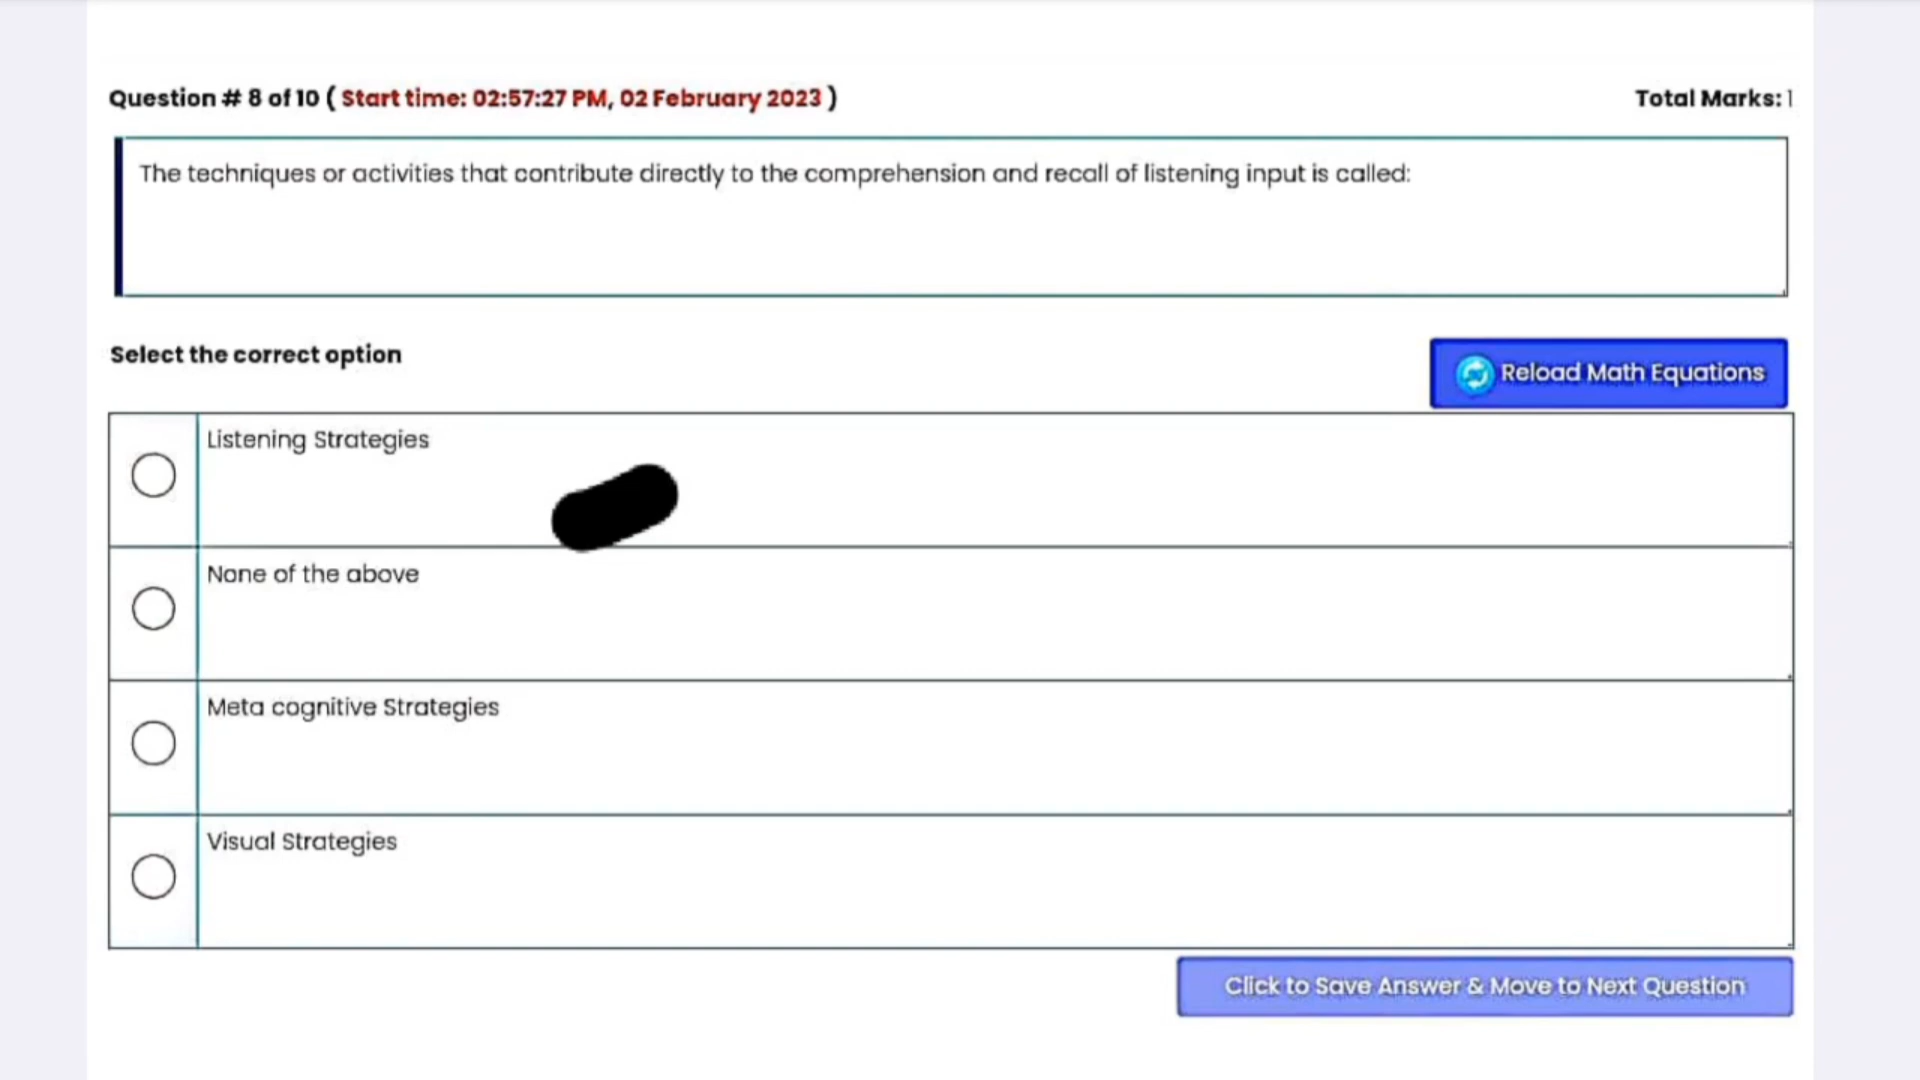 Question # 8 of 10 ( Start time: 02:57:27 PM, 02 February 2023 )
Total Marks: 1
The techniques or activities that contribute directly to the comprehension and recall of listening input is called:
Select the correct option
Reload Math Equations
Listening Strategies
None of the above
Meta cognitive Strategies
Visual Strategies
Click to Save Answer & Move to Next Question